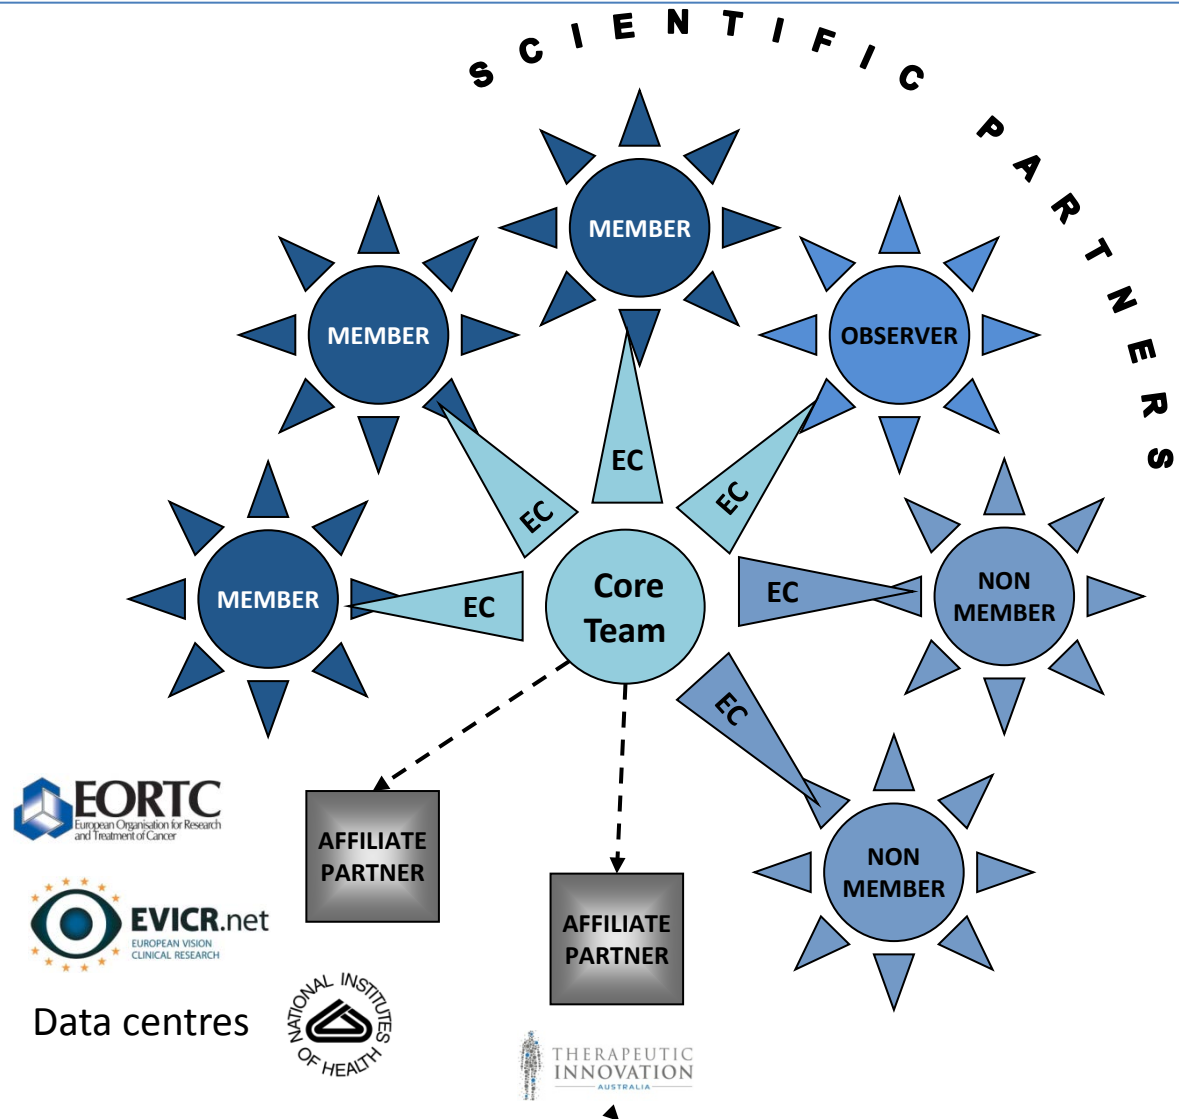 SCIENTIFIC PARTNERS
MEMBER
MEMBER
OBSERVER
EC
EC
EC
MEMBER
EC
Core
Team
EC
NON
MEMBER
EC
EORTC
European Organisation for Research
and Treatment of Cancer
AFFILIATE
PARTNER
NON
MEMBER
EVICR.net
EUROPEAN VISION
CLINICAL RESEARCH
AFFILIATE
PARTNER
Data centres
NATIONAL INSTITUTES
OF HEALTH
THERAPEUTIC
INNOVATION
AUSTRALIA